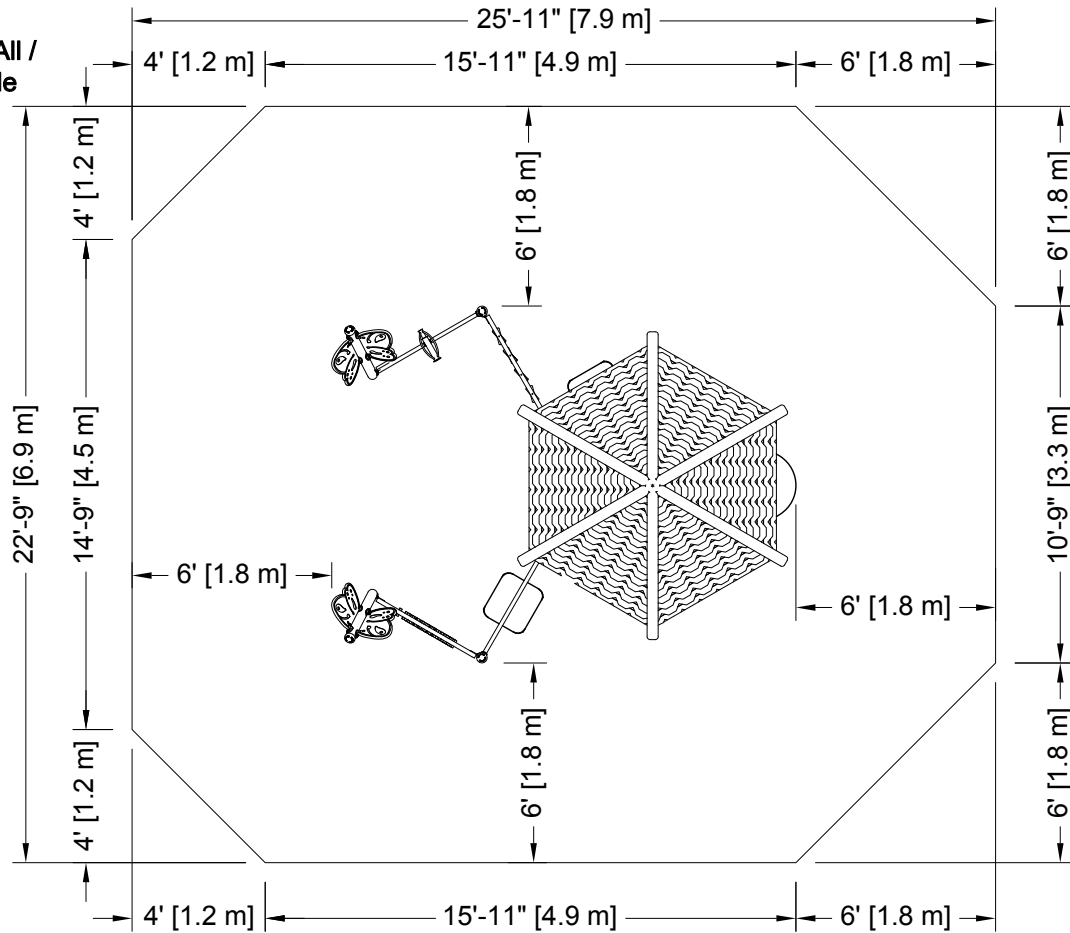 25'-11" [7.9 m]
All /
4' [1.2 m]
15'-11" [4.9 m]
6' [1.8 m]
4' [1.2 m]
6' [1.8 m]
6' [1.8 m]
22'-9" [6.9 m]
14'-9" [4.5 m]
10'-9" [3.3 m]
6' [1.8 m]
6' [1.8 m]
4' [1.2 m]
6' [1.8 m]
6' [1.8 m]
4' [1.2 m]
15'-11" [4.9 m]
6' [1.8 m]